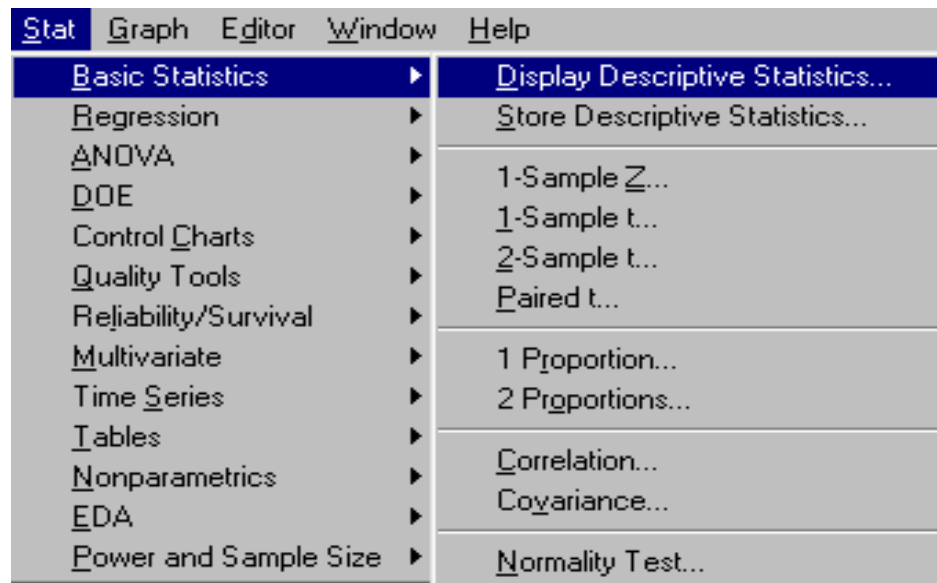 Stat Graph Editor Window Help
Basic Statistics
Regression
ANOVA
DOE
Control Charts
Quality Tools
Reliability/Survival
Multivariate
Time Series
Tables
Nonparametrics
EDA
Power and Sample Size
Display Descriptive Statistics...
Store Descriptive Statistics...
1-Sample Z...
1-Sample t...
2-Sample t...
Paired t...
1 Proportion...
2 Proportions...
Correlation...
Covariance...
Normality Test...